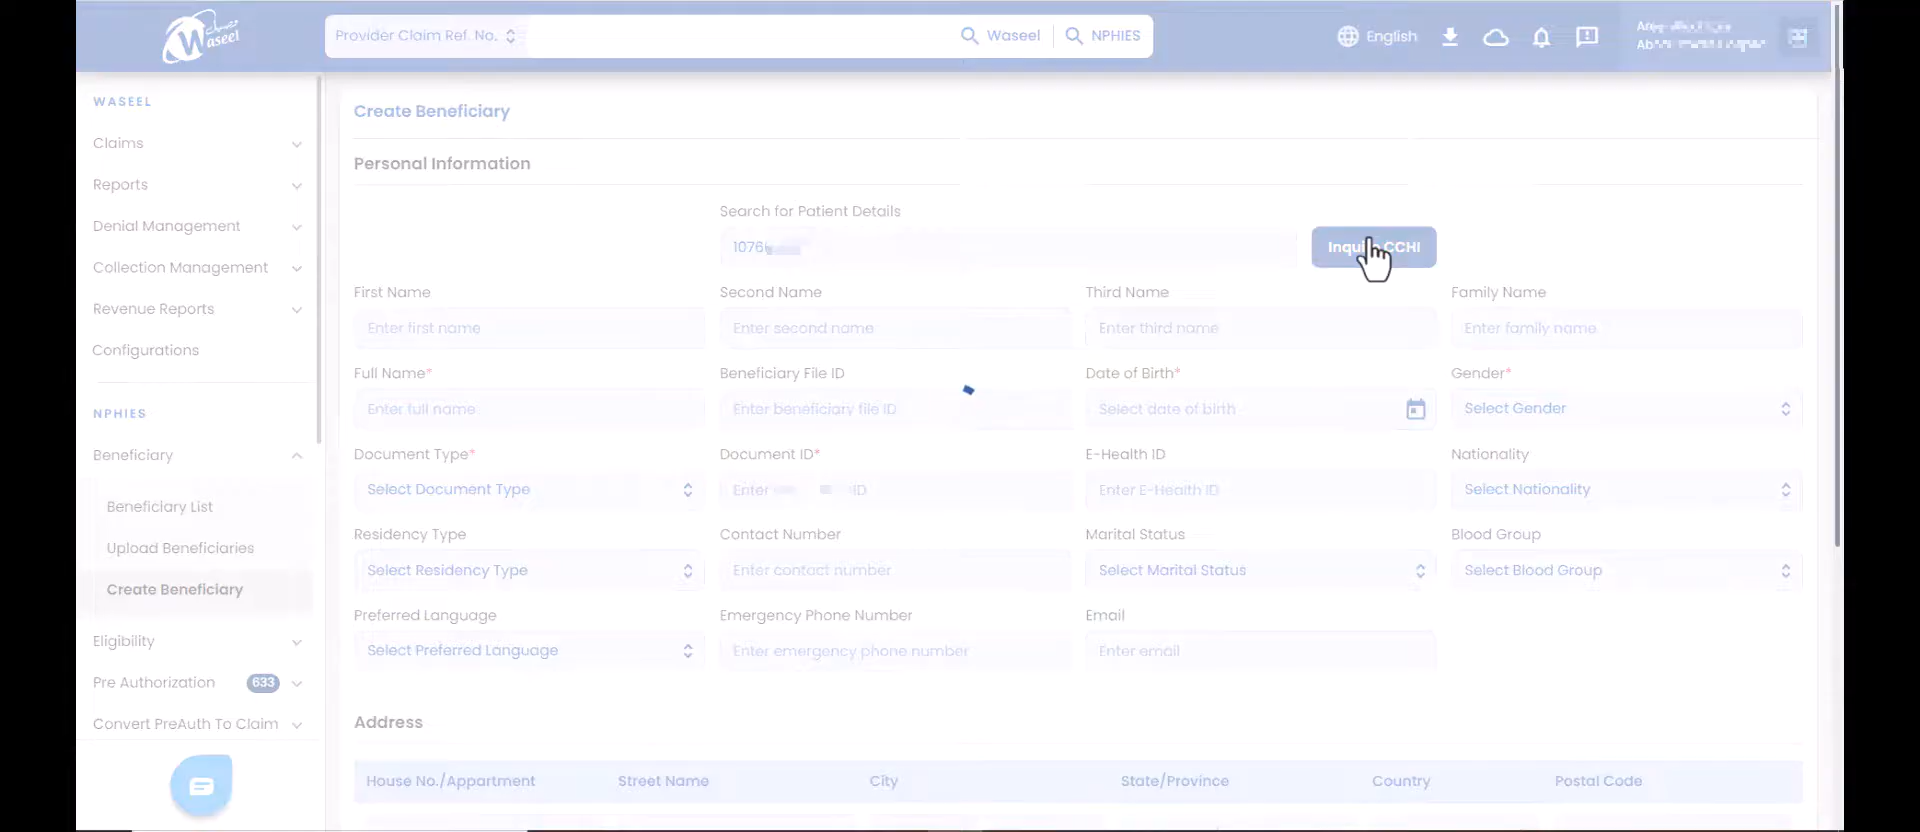 Waseel
Provider Claim Ref. No.
Waseel
NPHIES
English
WASEEL
Claims
Reports
Denial Management
Collection Management
Revenue Reports
Configurations
NPHIES
Beneficiary
Beneficiary List
Upload Beneficiaries
Create Beneficiary
Eligibility
Pre Authorization 633
Convert PreAuth To Claim
Create Beneficiary
Personal Information
Search for Patient Details
1076
CCHI
First Name Second Name Third Name Family Name
Enter first name Enter second name Enter third name Enter family name
Full Name* Beneficiary File ID Date of Birth* Gender*
Enter full name Enter beneficiary file ID Select date of birth Select Gender
Document Type* Document ID* E-Health ID Nationality
Select Document Type Enter ID Enter E-Health ID Select Nationality
Residency Type Contact Number Marital Status Blood Group
Select Residency Type Enter contact number Select Marital Status Select Blood Group
Preferred Language Emergency Phone Number Email
Select Preferred Language Enter emergency phone number Enter email
Address
House No./Appartment Street Name City State/Province Country Postal Code